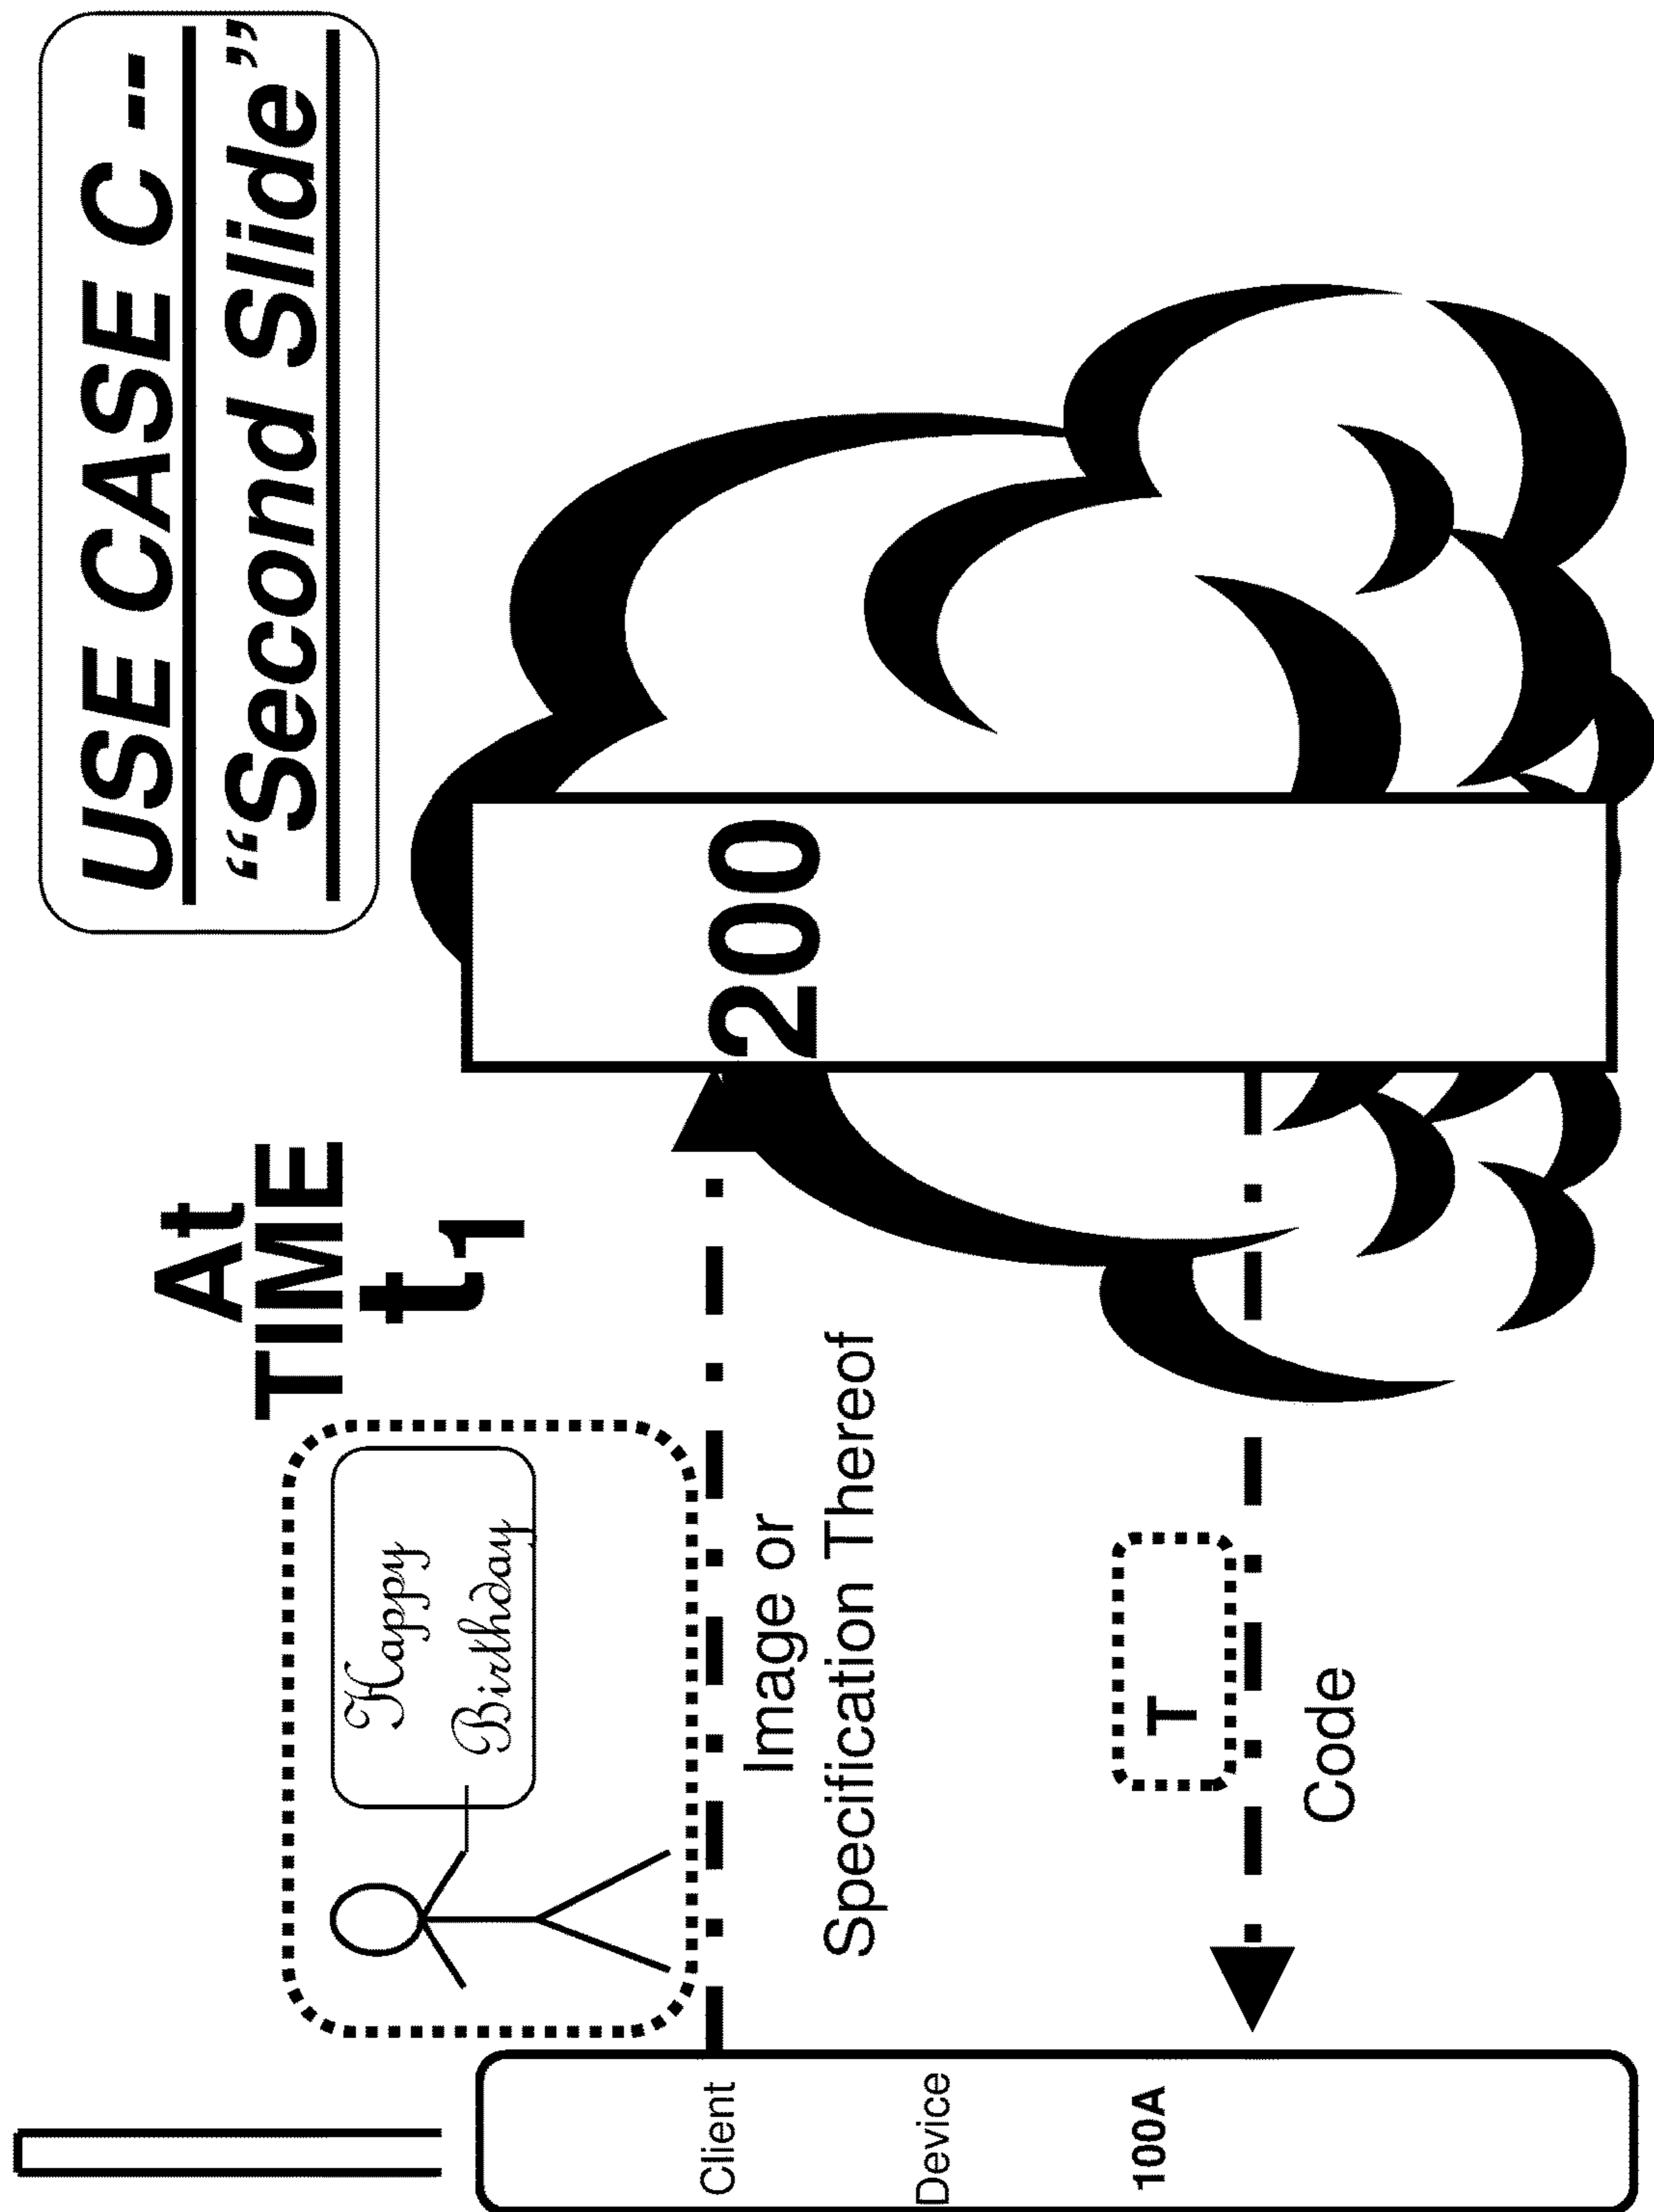 USE CASE C --
“Second Slide”
At
TIME
t1
Happy
Birthday
Image or
Specification Thereof
200
T
Code
Client
Device
100A